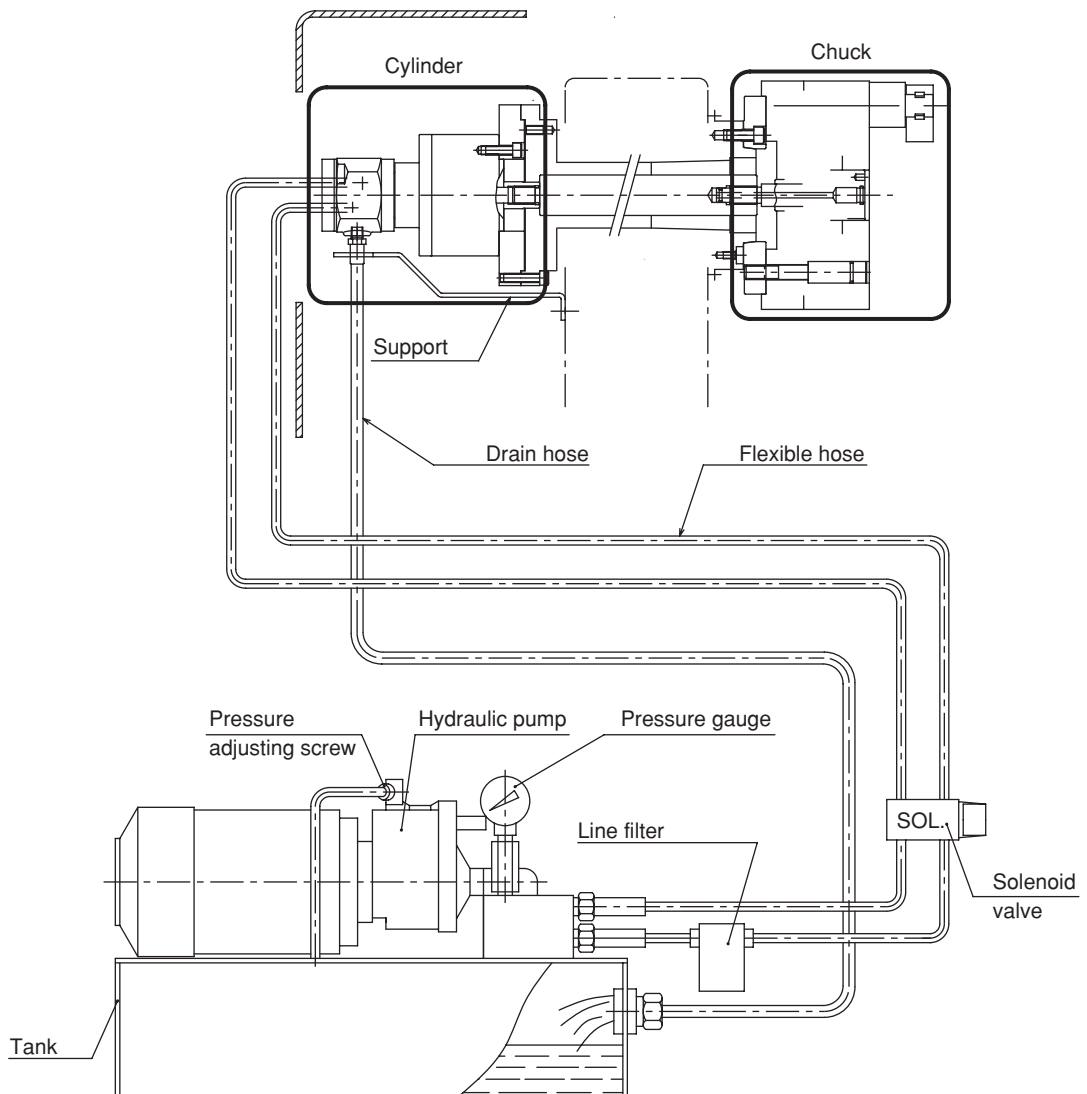 Cylinder
Chuck
Support
Drain hose
Flexible hose
Pressure
adjusting screw
Hydraulic pump
Pressure gauge
Line filter
SOL.
Solenoid
valve
Tank